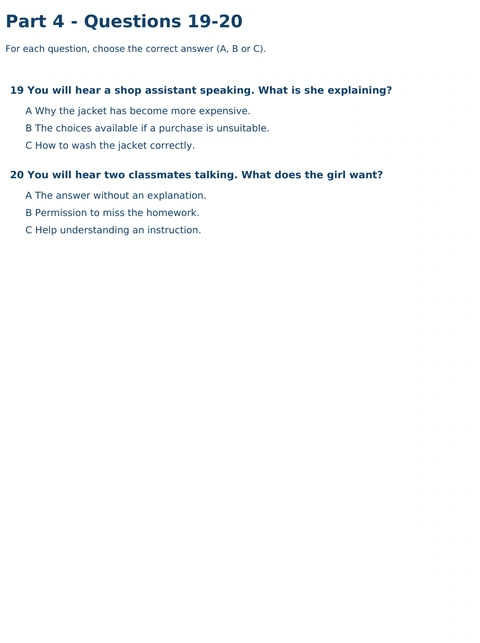 Part 4 - Questions 19-20
For each question, choose the correct answer (A, B or C).
19 You will hear a shop assistant speaking. What is she explaining?
A Why the jacket has become more expensive.
B The choices available if a purchase is unsuitable.
C How to wash the jacket correctly.
20 You will hear two classmates talking. What does the girl want?
A The answer without an explanation.
B Permission to miss the homework.
C Help understanding an instruction.